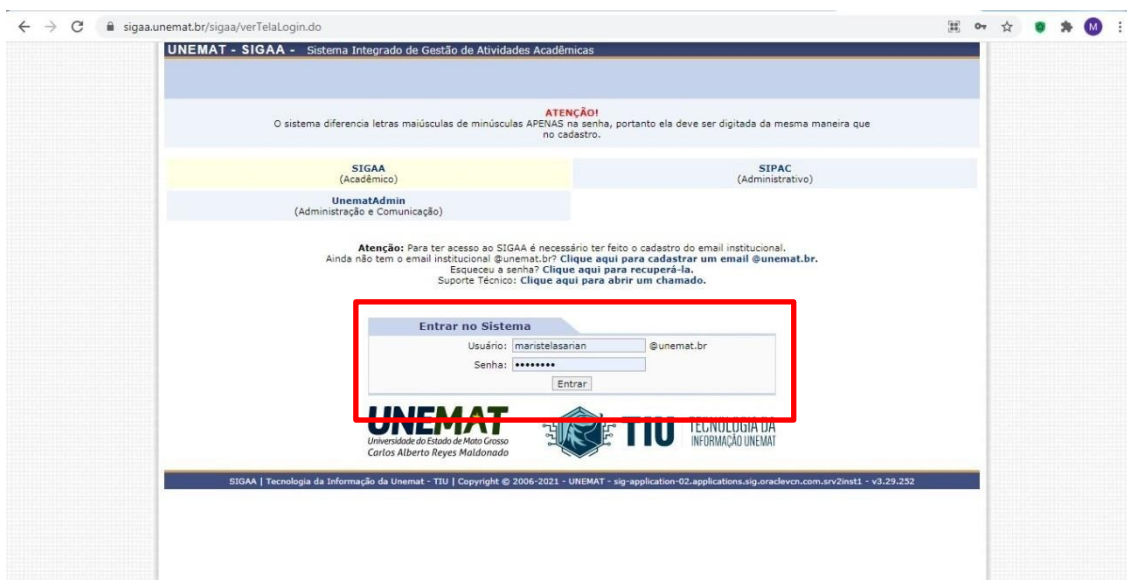 sigaa.unemat.br/sigaa/verTelaLogin.do
M
UNEMAT - SIGAA - Sistema Integrado de Gestão de Atividades Acadêmicas
ATENÇÃO!
O sistema diferencia letras maiúsculas de minúsculas APENAS na senha, portanto ela deve ser digitada da mesma maneira que
no cadastro.
SIGAA
(Acadêmico)
SIPAC
(Administrativo)
UnematAdmin
(Administração e Comunicação)
Atenção: Para ter acesso ao SIGAA é necessário ter feito o cadastro do email institucional.
Ainda não tem o email institucional @unemat.br? Clique aqui para cadastrar um email @unemat.br.
Esqueceu a senha? Clique aqui para recuperá-la.
Suporte Técnico: Clique aqui para abrir um chamado.
Entrar no Sistema
Usuário: maristelasarian @unemat.br
Senha: ••••••••
Entrar
UNEMAT
Universidade do Estado de Mato Grosso
Carlos Alberto Reyes Maldonado
TIU
TECNOLOGIA DA
INFORMAÇÃO UNEMAT
SIGAA | Tecnologia da Informação da Unemat - TIU | Copyright © 2006-2021 - UNEMAT - sig-application-02.applications.sig.oraclevcn.com.srv2inst1 - v3.29.252